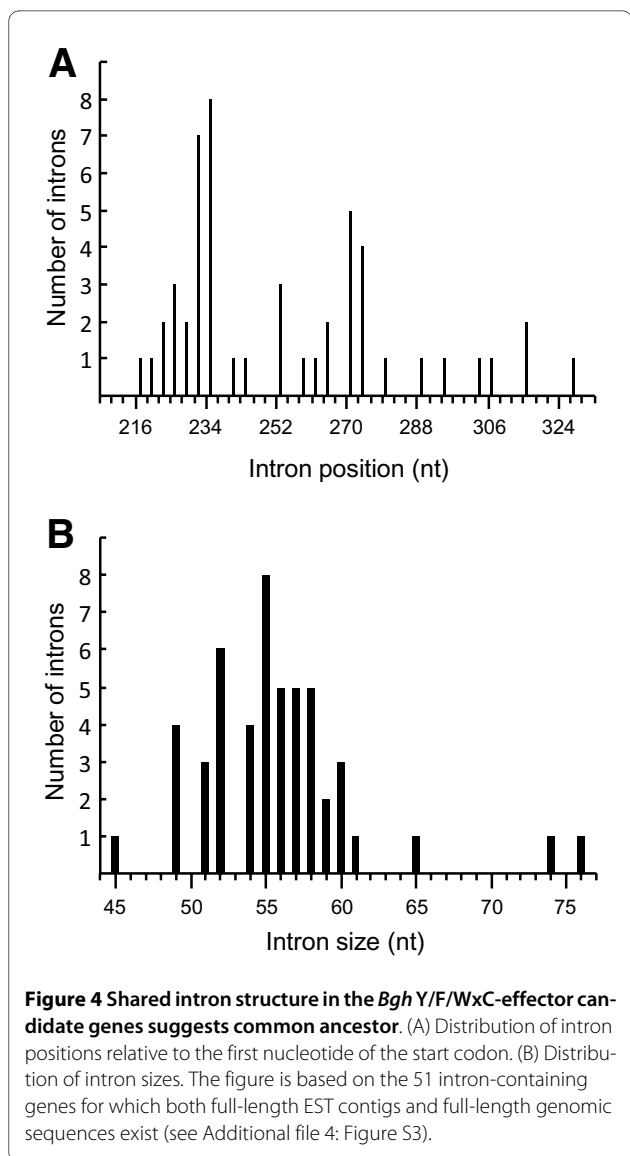 A
Number of introns
8
7
6
5
4
3
2
1
216 234 252 270 288 306 324
Intron position (nt)
B
Number of introns
8
7
6
5
4
3
2
1
45 50 55 60 65 70 75
Intron size (nt)
Figure 4 Shared intron structure in the Bgh Y/F/WxC-effector can-
didate genes suggests common ancestor. (A) Distribution of intron
positions relative to the first nucleotide of the start codon. (B) Distribu-
tion of intron sizes. The figure is based on the 51 intron-containing
genes for which both full-length EST contigs and full-length genomic
sequences exist (see Additional file 4: Figure S3).